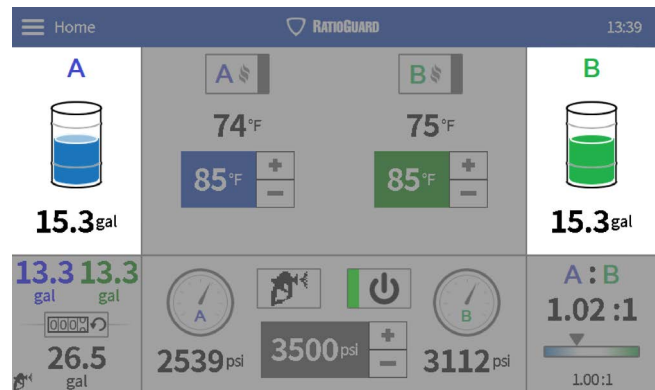 Home RATIOGUARD 13:39
A A B B
74°F 75°F
85°F + − 85°F + −
15.3gal 15.3gal
13.3 gal 13.3 gal
A B A:B
1.02 :1
26.5 gal
2539psi 3500psi + − 3112psi
1.00:1